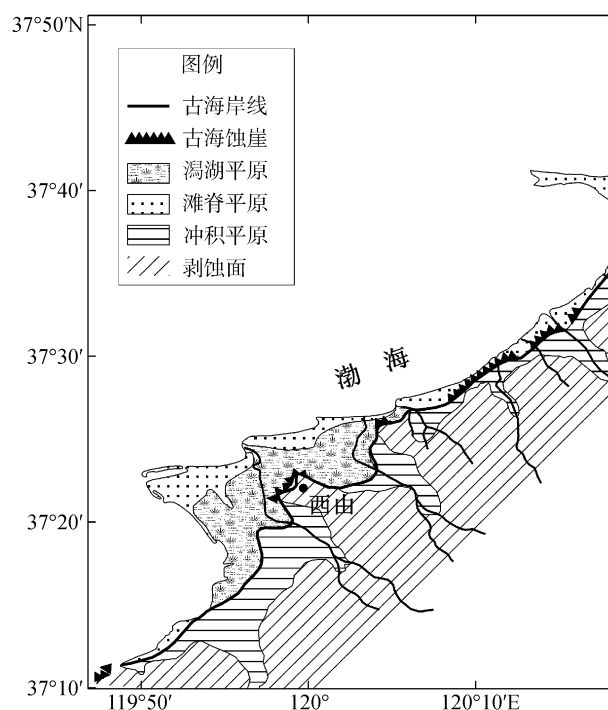 37°50′N
图例
古海岸线
古海蚀崖
潟湖平原
滩脊平原
冲积平原
剥蚀面
37°40′
37°30′
渤海
37°20′
西山
37°10′
119°50′
120°
120°10′E